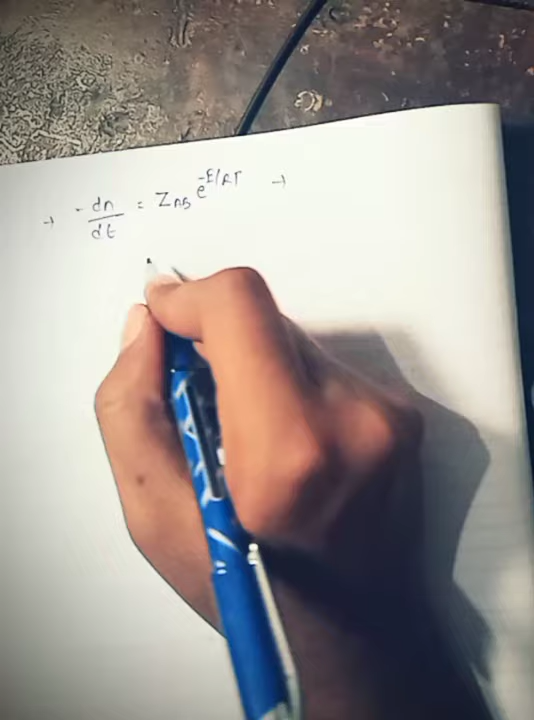 → -dn/dt = Z_AB e^-E/RT →